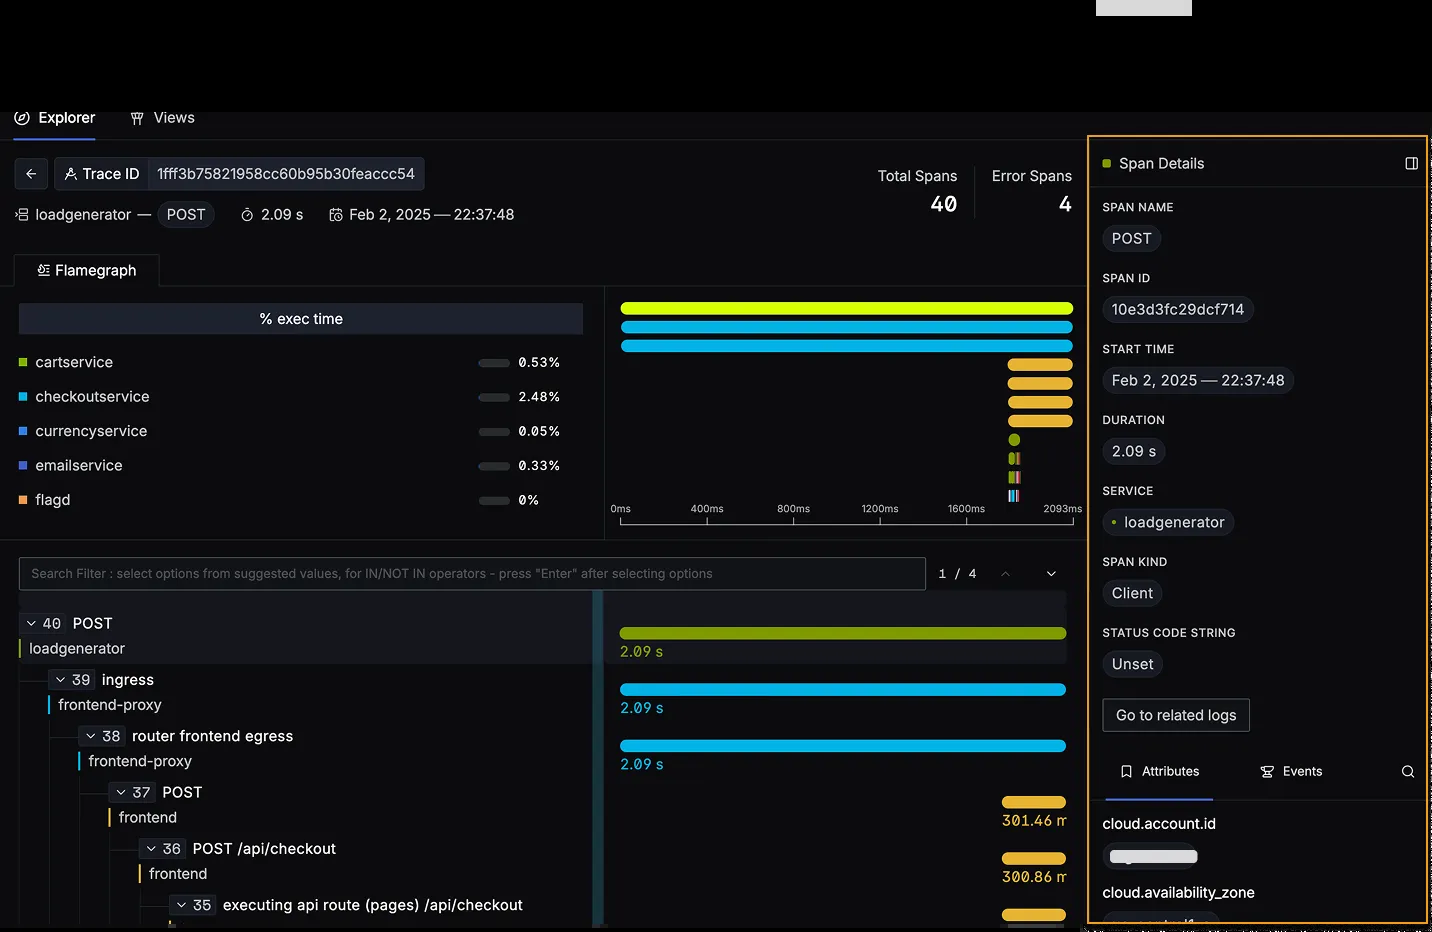 Explorer Views
Trace ID 1fff3b75821958cc60b95b30feaccc54
loadgenerator — POST 2.09 s Feb 2, 2025 — 22:37:48
Total Spans Error Spans
40 4
Flamegraph
% exec time
cartservice 0.53%
checkoutservice 2.48%
currencyservice 0.05%
emailservice 0.33%
flagd 0%
0ms 400ms 800ms 1200ms 1600ms 2093ms
Search Filter : select options from suggested values, for IN/NOT IN operators - press "Enter" after selecting options
1 / 4
40 POST
loadgenerator
2.09 s
39 ingress
frontend-proxy
2.09 s
38 router frontend egress
frontend-proxy
2.09 s
37 POST
frontend
301.46 m
36 POST /api/checkout
frontend
300.86 m
35 executing api route (pages) /api/checkout
Span Details
SPAN NAME
POST
SPAN ID
10e3d3fc29dcf714
START TIME
Feb 2, 2025 — 22:37:48
DURATION
2.09 s
SERVICE
loadgenerator
SPAN KIND
Client
STATUS CODE STRING
Unset
Go to related logs
Attributes Events
cloud.account.id
cloud.availability_zone